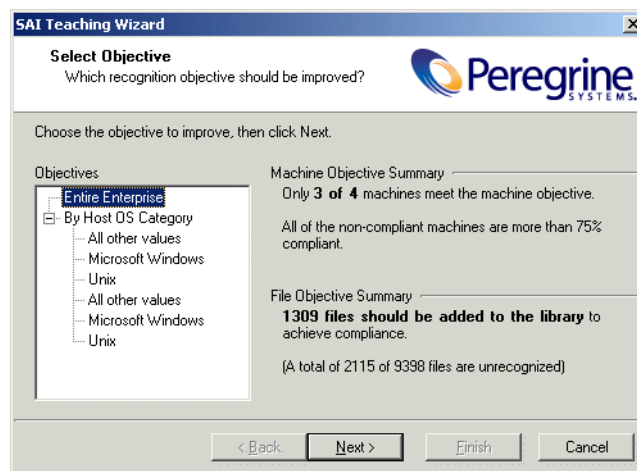 SAI Teaching Wizard
Select Objective
Which recognition objective should be improved?
Peregrine
SYSTEMS.
Choose the objective to improve, then click Next.
Objectives
Entire Enterprise
By Host OS Category
All other values
Microsoft Windows
Unix
All other values
Microsoft Windows
Unix
Machine Objective Summary
Only 3 of 4 machines meet the machine objective.
All of the non-compliant machines are more than 75%
compliant.
File Objective Summary
1309 files should be added to the library to
achieve compliance.
(A total of 2115 of 9398 files are unrecognized)
< Back
Next >
Finish
Cancel